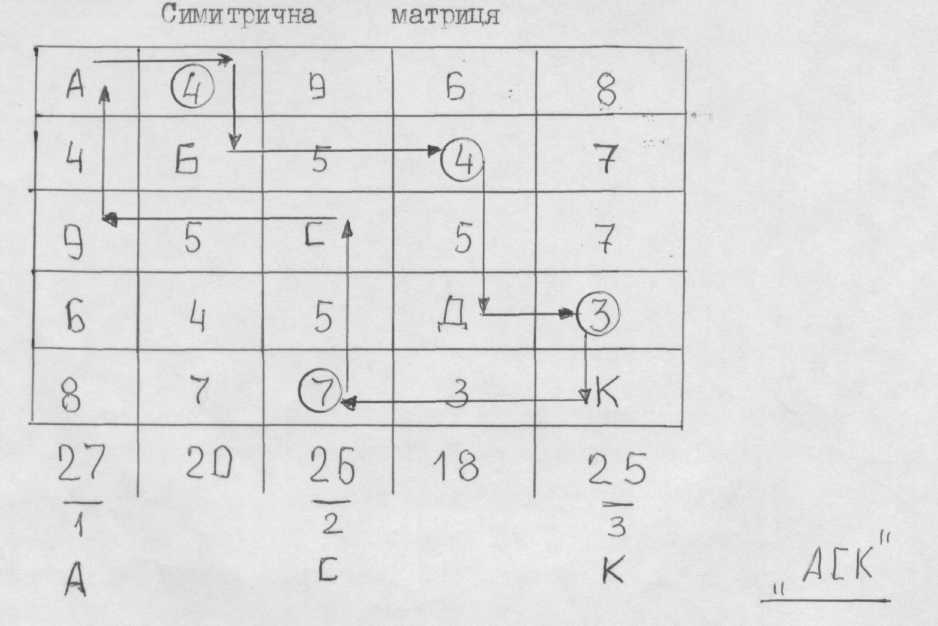 Симитрична матриця
А 4 9 6 8
4 Б 5 4 7
9 5 С 5 7
6 4 5 Д 3
8 7 7 3 К
27 20 26 18 25
1 2 3
А С К
„АСК"